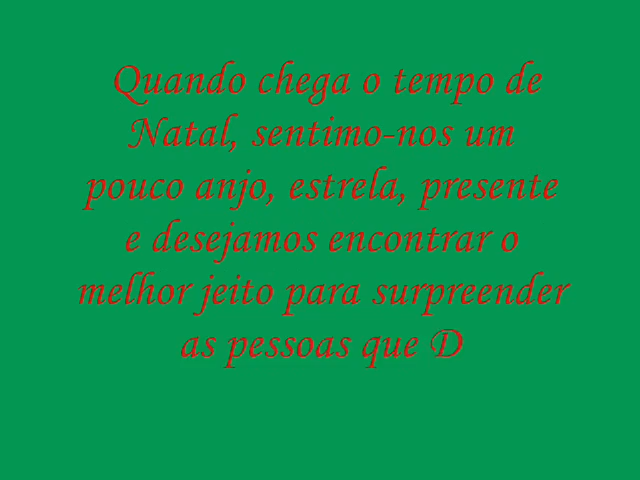 Quando chega o tempo de
Natal, sentimo-nos um
pouco anjo, estrela, presente
e desejamos encontrar o
melhor jeito para surpreender
as pessoas que D